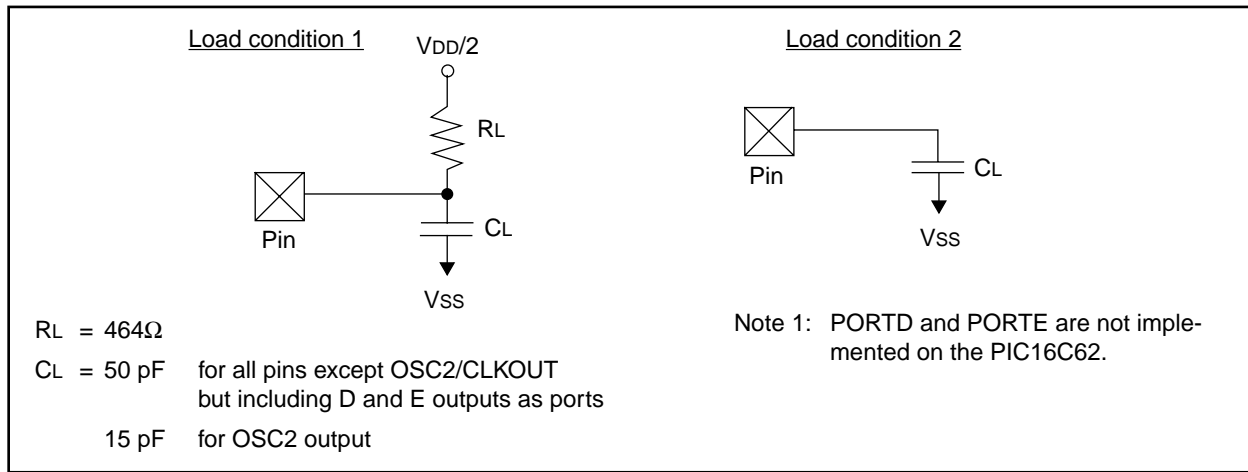 Load condition 1
VDD/2
RL
Pin
CL
VSS
RL = 464Ω
CL = 50 pF for all pins except OSC2/CLKOUT
but including D and E outputs as ports
15 pF for OSC2 output
Load condition 2
Pin
CL
VSS
Note 1: PORTD and PORTE are not imple-
mented on the PIC16C62.